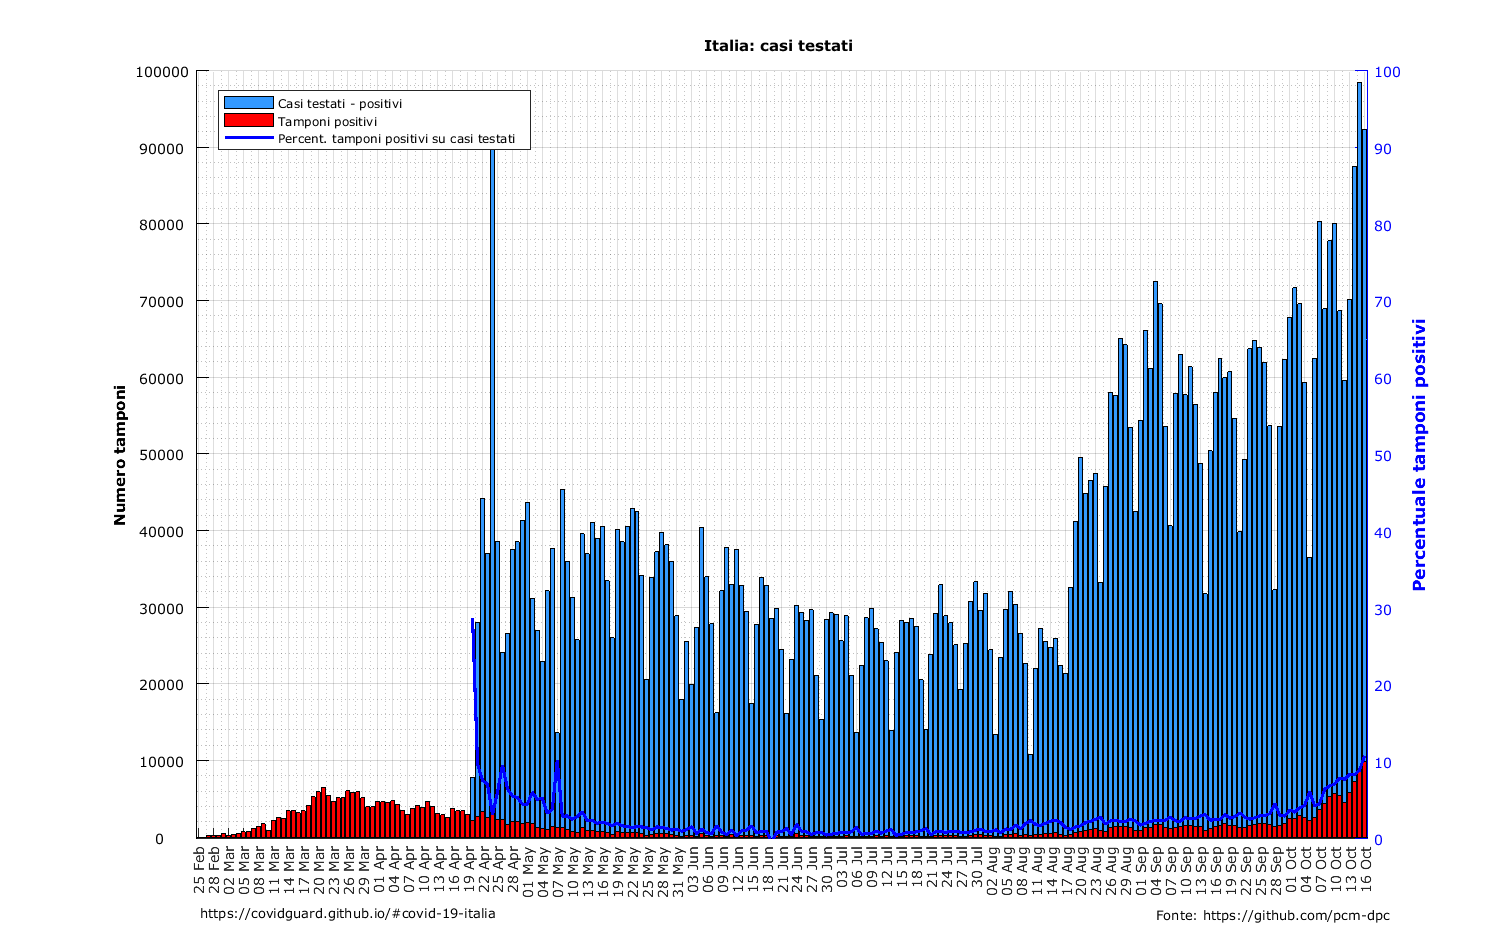 Italia: casi testati
Casi testati - positivi
Tamponi positivi
Percent. tamponi positivi su casi testati
Numero tamponi
100000
90000
80000
70000
60000
50000
40000
30000
20000
10000
0
Percentuale tamponi positivi
100
90
80
70
60
50
40
30
20
10
0
25 Feb
28 Feb
02 Mar
05 Mar
08 Mar
11 Mar
14 Mar
17 Mar
20 Mar
23 Mar
26 Mar
29 Mar
01 Apr
04 Apr
07 Apr
10 Apr
13 Apr
16 Apr
19 Apr
22 Apr
25 Apr
28 Apr
01 May
04 May
07 May
10 May
13 May
16 May
19 May
22 May
25 May
28 May
31 May
03 Jun
06 Jun
09 Jun
12 Jun
15 Jun
18 Jun
21 Jun
24 Jun
27 Jun
30 Jun
03 Jul
06 Jul
09 Jul
12 Jul
15 Jul
18 Jul
21 Jul
24 Jul
27 Jul
30 Jul
02 Aug
05 Aug
08 Aug
11 Aug
14 Aug
17 Aug
20 Aug
23 Aug
26 Aug
29 Aug
01 Sep
04 Sep
07 Sep
10 Sep
13 Sep
16 Sep
19 Sep
22 Sep
25 Sep
28 Sep
01 Oct
04 Oct
07 Oct
10 Oct
13 Oct
16 Oct
https://covidguard.github.io/#covid-19-italia
Fonte: https://github.com/pcm-dpc